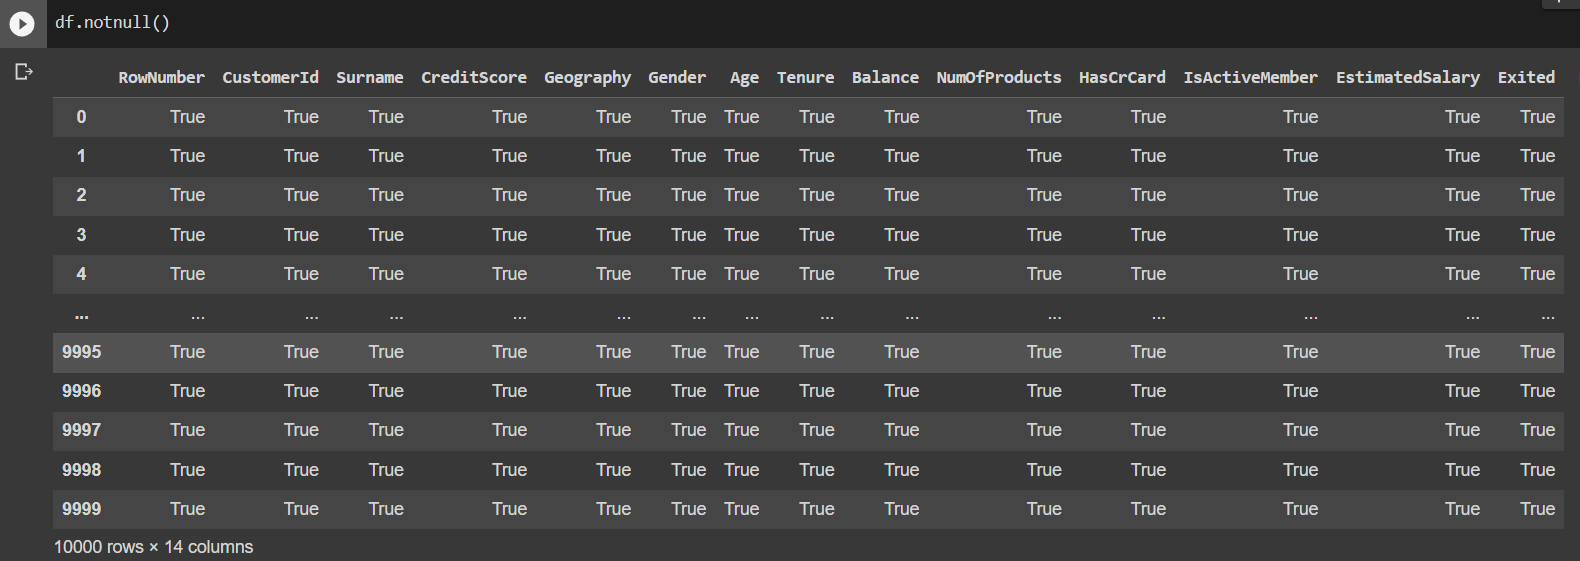 df.notnull()
RowNumber CustomerId Surname CreditScore Geography Gender Age Tenure Balance NumOfProducts HasCrCard IsActiveMember EstimatedSalary Exited
0 True True True True True True True True True True True True True True
1 True True True True True True True True True True True True True True
2 True True True True True True True True True True True True True True
3 True True True True True True True True True True True True True True
4 True True True True True True True True True True True True True True
... ... ... ... ... ... ... ... ... ... ... ... ... ... ...
9995 True True True True True True True True True True True True True True
9996 True True True True True True True True True True True True True True
9997 True True True True True True True True True True True True True True
9998 True True True True True True True True True True True True True True
9999 True True True True True True True True True True True True True True
10000 rows × 14 columns